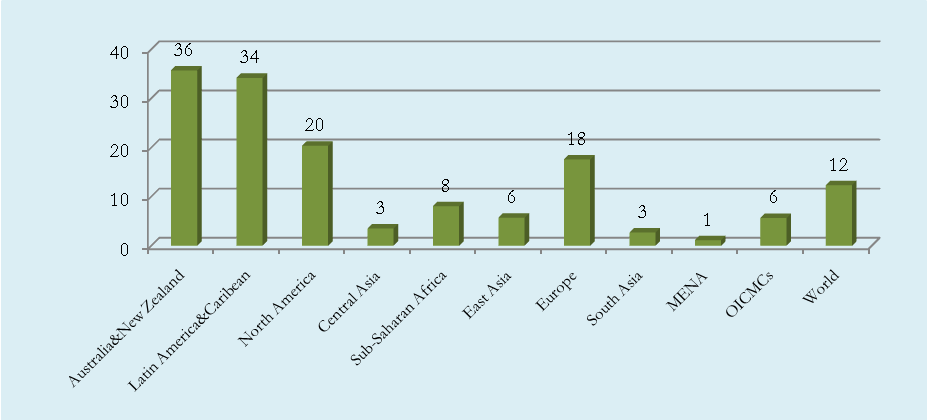 40
30
20
10
0
36
34
20
3
8
6
18
3
1
6
12
Australia&New Zealand
Latin America&Caribean
North America
Central Asia
Sub-Saharan Africa
East Asia
Europe
South Asia
MENA
OICMCs
World